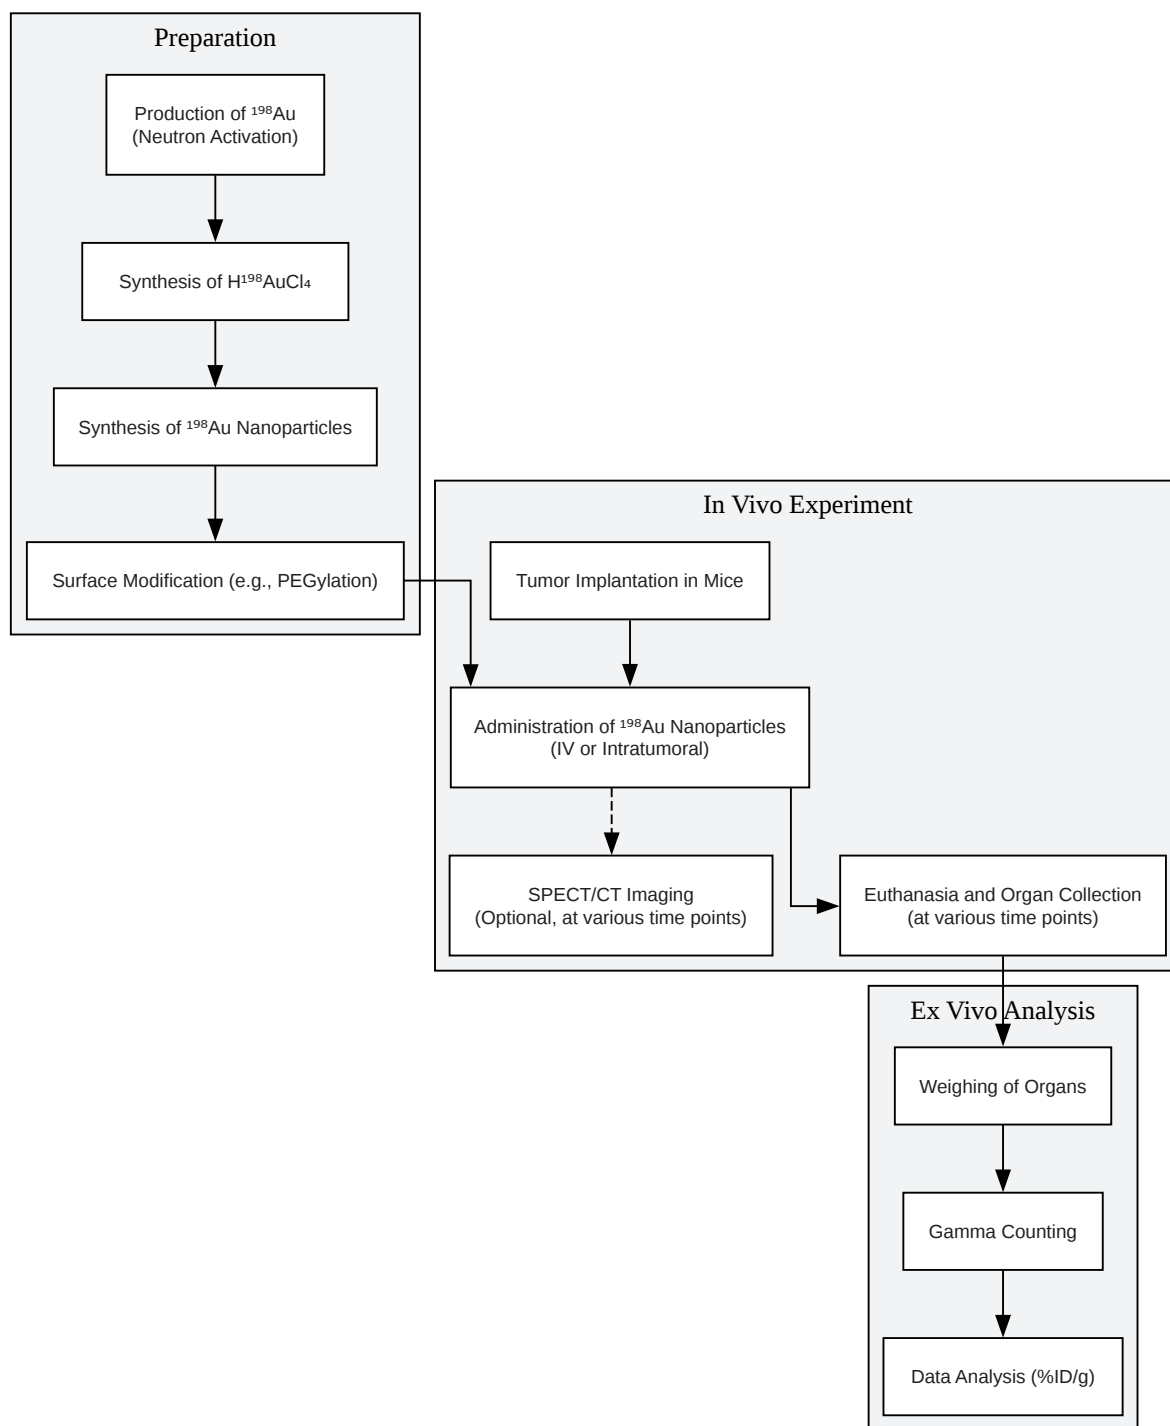 Preparation
Production of ¹⁹⁸Au
(Neutron Activation)
Synthesis of H¹⁹⁸AuCl₄
Synthesis of ¹⁹⁸Au Nanoparticles
Surface Modification (e.g., PEGylation)
In Vivo Experiment
Tumor Implantation in Mice
Administration of ¹⁹⁸Au Nanoparticles
(IV or Intratumoral)
SPECT/CT Imaging
(Optional, at various time points)
Euthanasia and Organ Collection
(at various time points)
Ex Vivo Analysis
Weighing of Organs
Gamma Counting
Data Analysis (%ID/g)